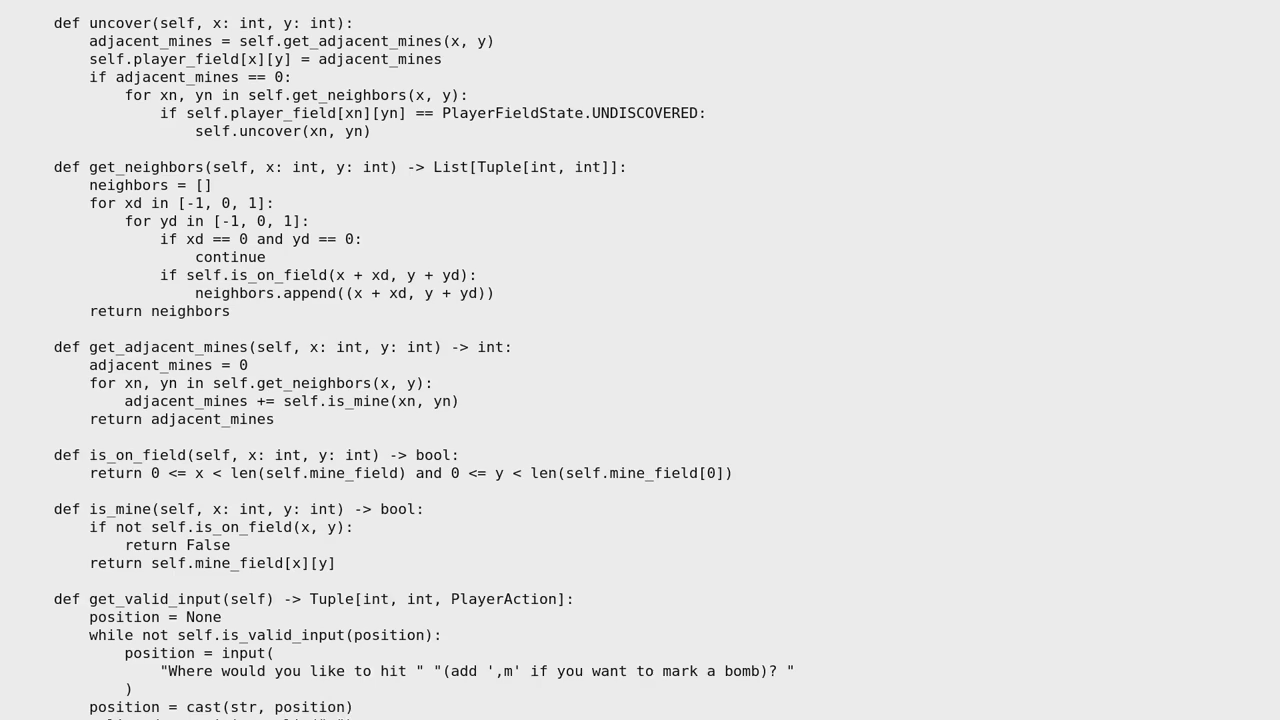 def uncover(self, x: int, y: int):
adjacent_mines = self.get_adjacent_mines(x, y)
self.player_field[x][y] = adjacent_mines
if adjacent_mines == 0:
for xn, yn in self.get_neighbors(x, y):
if self.player_field[xn][yn] == PlayerFieldState.UNDISCOVERED:
self.uncover(xn, yn)
def get_neighbors(self, x: int, y: int) -> List[Tuple[int, int]]:
neighbors = []
for xd in [-1, 0, 1]:
for yd in [-1, 0, 1]:
if xd == 0 and yd == 0:
continue
if self.is_on_field(x + xd, y + yd):
neighbors.append((x + xd, y + yd))
return neighbors
def get_adjacent_mines(self, x: int, y: int) -> int:
adjacent_mines = 0
for xn, yn in self.get_neighbors(x, y):
adjacent_mines += self.is_mine(xn, yn)
return adjacent_mines
def is_on_field(self, x: int, y: int) -> bool:
return 0 <= x < len(self.mine_field) and 0 <= y < len(self.mine_field[0])
def is_mine(self, x: int, y: int) -> bool:
if not self.is_on_field(x, y):
return False
return self.mine_field[x][y]
def get_valid_input(self) -> Tuple[int, int, PlayerAction]:
position = None
while not self.is_valid_input(position):
position = input(
"Where would you like to hit " "(add ',m' if you want to mark a bomb)? "
)
position = cast(str, position)